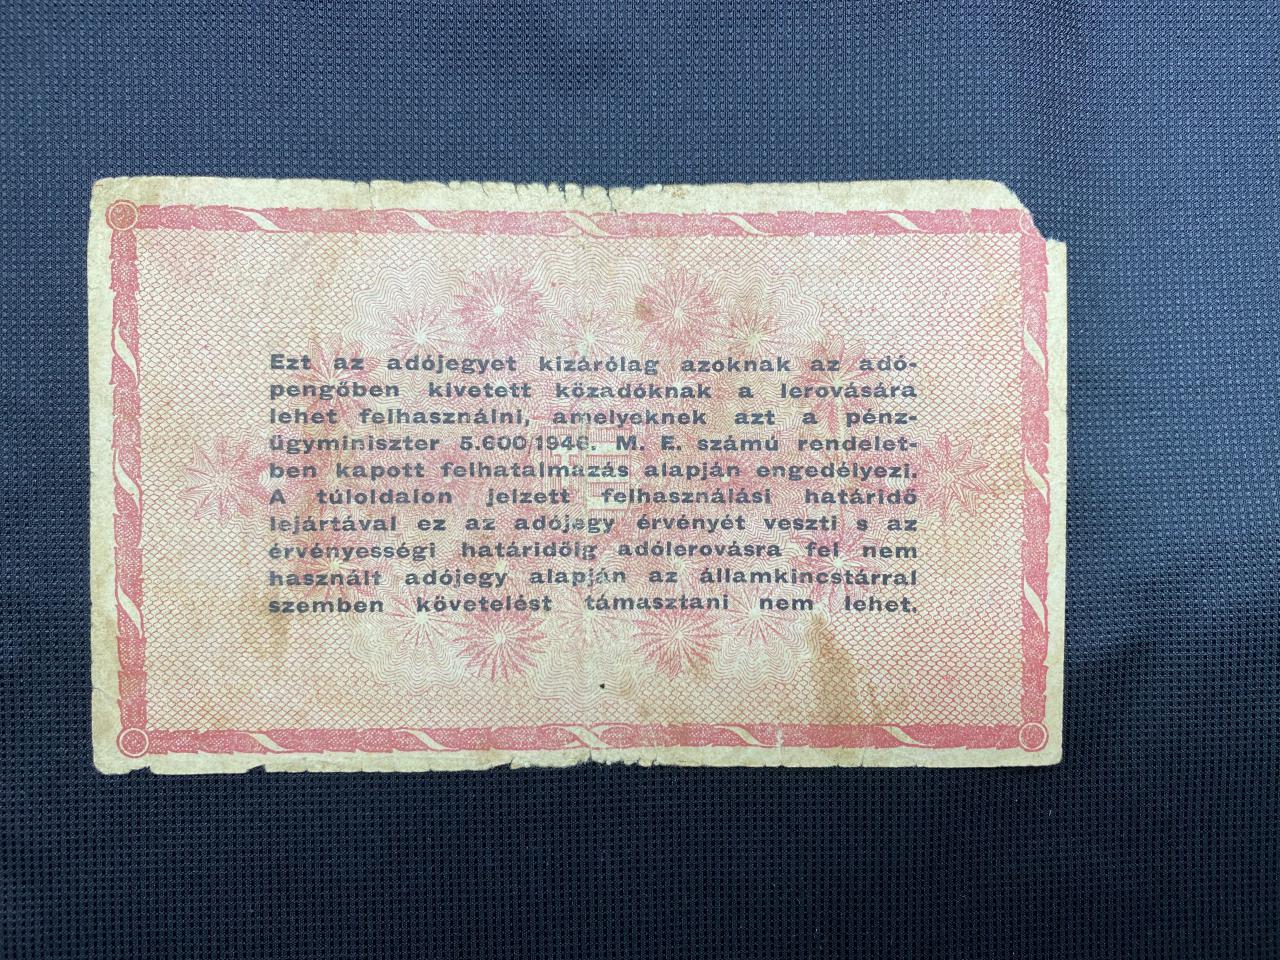 Ezt az adójegyet kizárólag azoknak az adó-
pengőben kivetett közadóknak a lerovására
lehet felhasználni, amelyeknek azt a pénz-
ügyminiszter 5.600/1946. M. E. számú rendelet-
ben kapott felhatalmazás alapján engedélyezi.
A túloldalon jelzett felhasználási határidő
lejártával ez az adójegy érvényét veszti s az
érvényességi határidőig adólerovásra fel nem
használt adójegy alapján az államkincstárral
szemben követelést támasztani nem lehet.